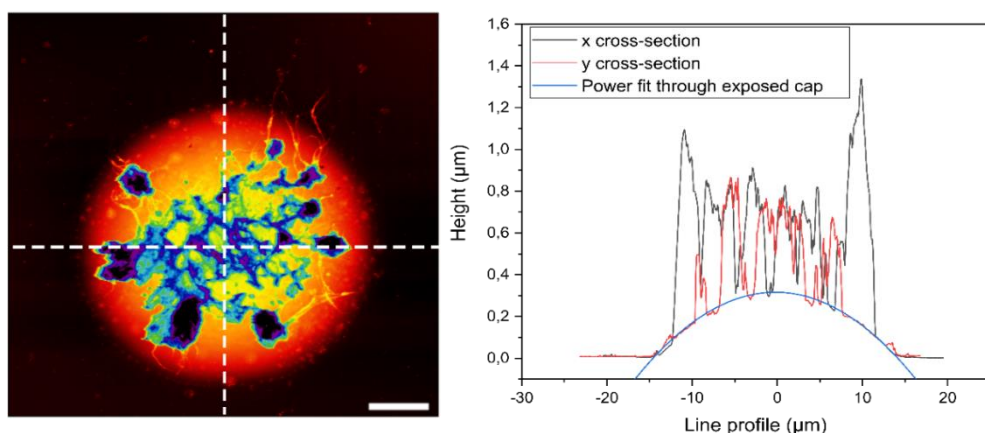 1,6
1,4
1,2
1,0
0,8
0,6
0,4
0,2
0,0
Height (µm)
x cross-section
y cross-section
Power fit through exposed cap
-30 -20 -10 0 10 20
Line profile (µm)